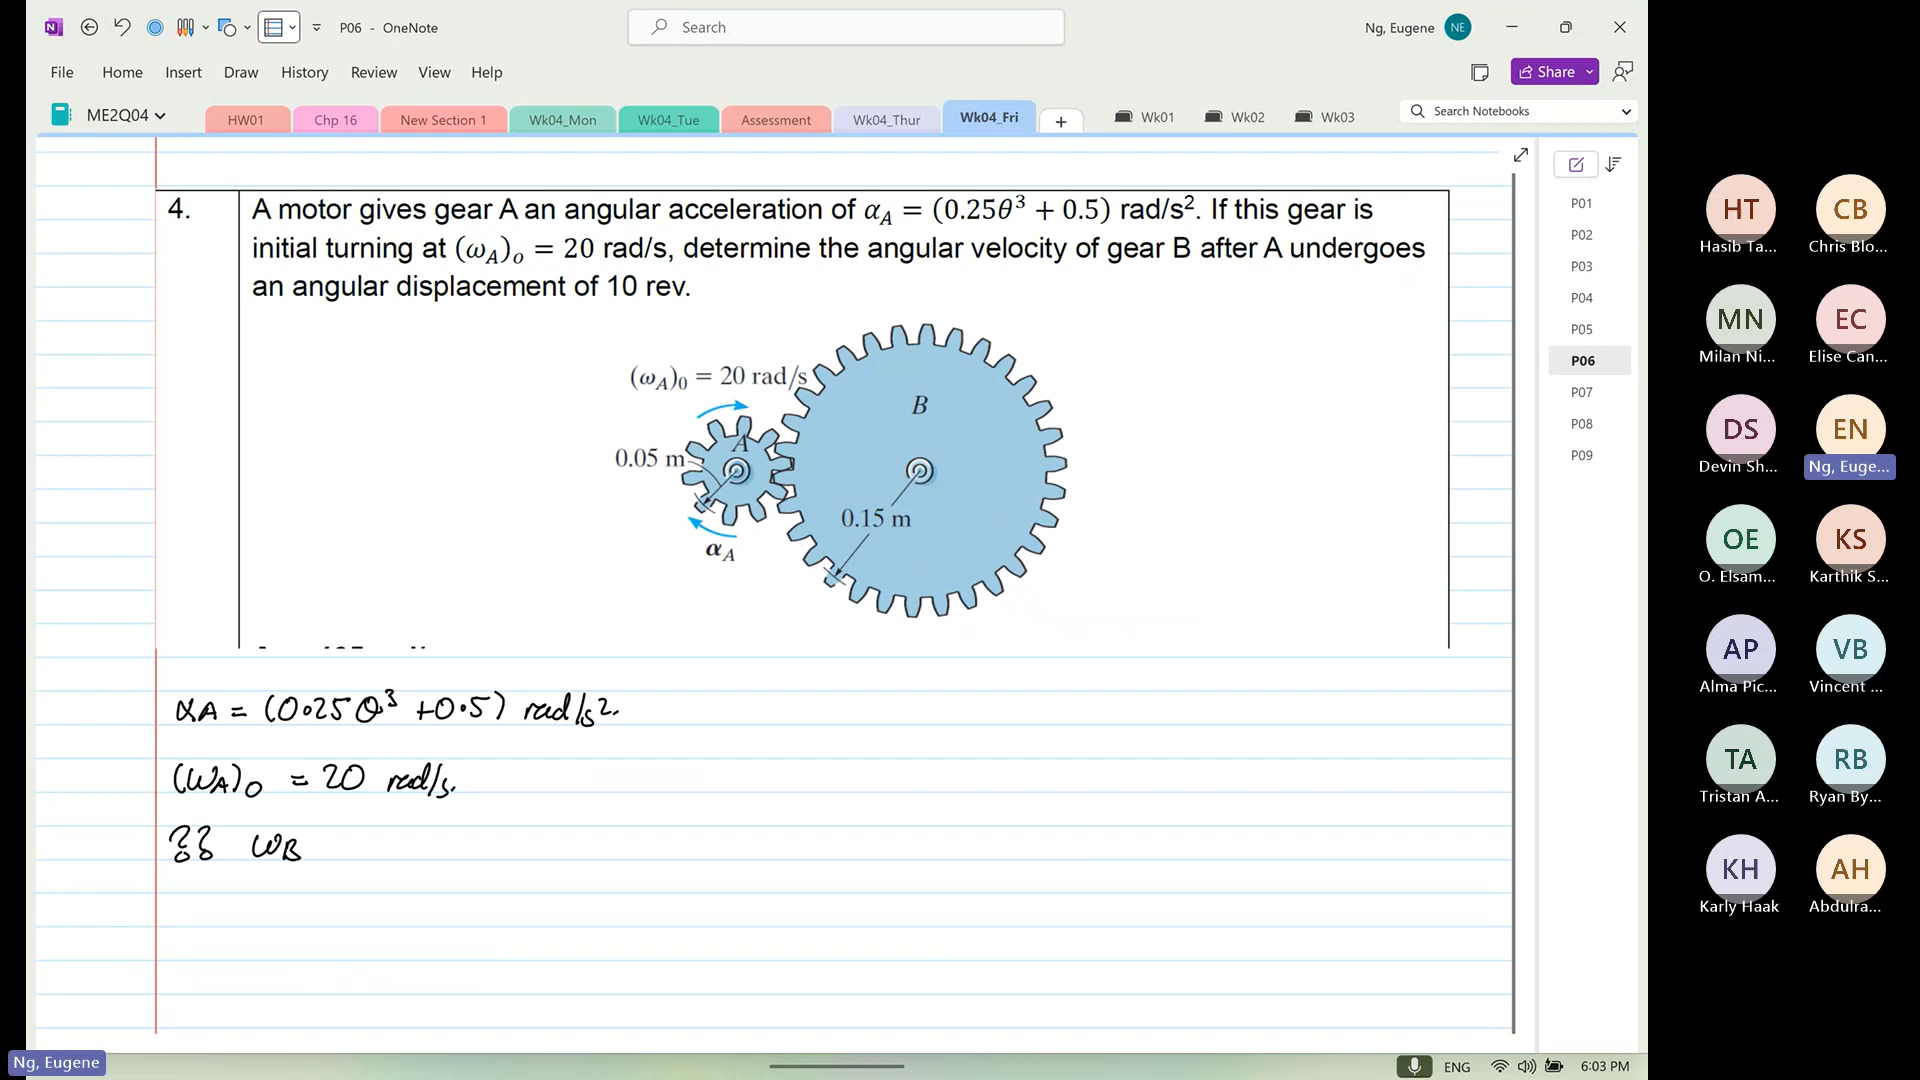 P06 - OneNote
Search
Ng, Eugene
NE
File
Home
Insert
Draw
History
Review
View
Help
Share
ME2Q04
HW01
Chp 16
New Section 1
Wk04_Mon
Wk04_Tue
Assessment
Wk04_Thur
Wk04_Fri
+
Wk01
Wk02
Wk03
Search Notebooks
4.
A motor gives gear A an angular acceleration of α_A = (0.25θ³ + 0.5) rad/s². If this gear is
initial turning at (ω_A)_o = 20 rad/s, determine the angular velocity of gear B after A undergoes
an angular displacement of 10 rev.
(ω_A)₀ = 20 rad/s
B
A
0.05 m
0.15 m
α_A
αA = (0.25θ³ + 0.5) rad/s².
(ωA)o = 20 rad/s.
?? ωB
P01
P02
P03
P04
P05
P06
P07
P08
P09
HT
Hasib Ta...
CB
Chris Blo...
MN
Milan Ni...
EC
Elise Can...
DS
Devin Sh...
EN
Ng, Euge...
OE
O. Elsam...
KS
Karthik S...
AP
Alma Pic...
VB
Vincent ...
TA
Tristan A...
RB
Ryan By...
KH
Karly Haak
AH
Abdulra...
Ng, Eugene
ENG
6:03 PM